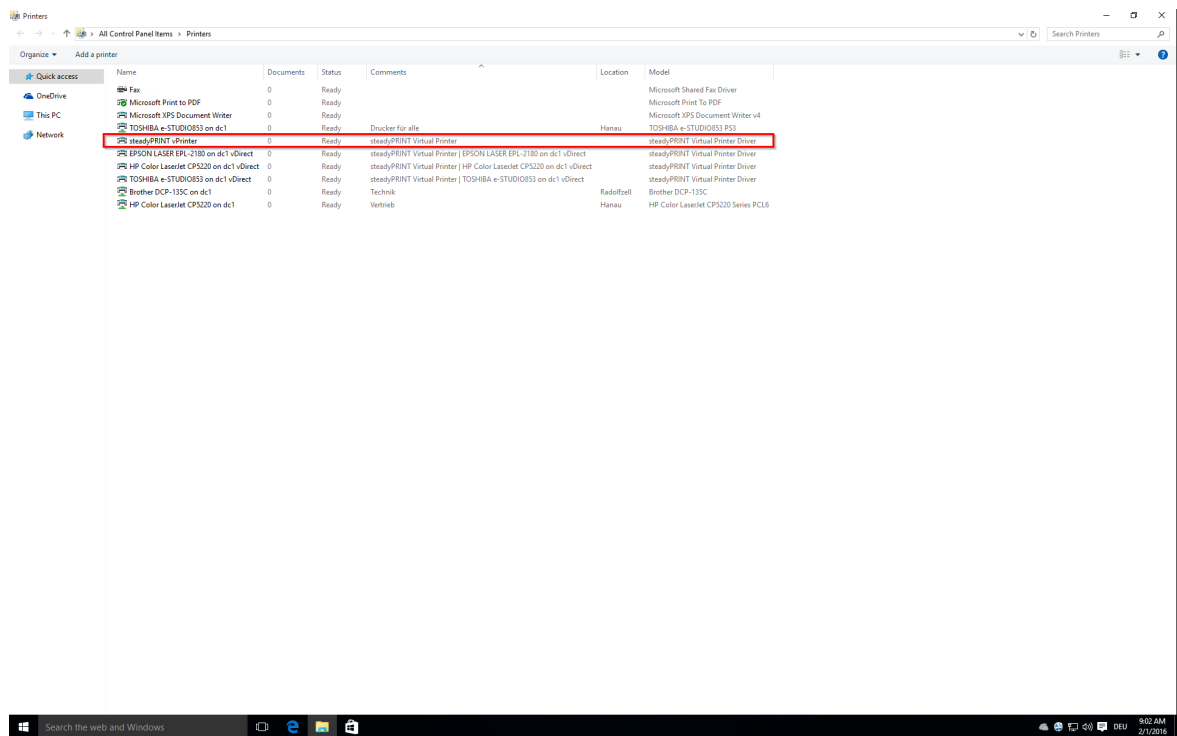 Printers
All Control Panel Items › Printers
Search Printers
Organize Add a printer
Quick access
OneDrive
This PC
Network
Name Documents Status Comments Location Model
Fax 0 Ready Microsoft Shared Fax Driver
Microsoft Print to PDF 0 Ready Microsoft Print To PDF
Microsoft XPS Document Writer 0 Ready Microsoft XPS Document Writer v4
TOSHIBA e-STUDIO853 on dc1 0 Ready Drucker für alle Hanau TOSHIBA e-STUDIO853 PS3
steadyPRINT vPrinter 0 Ready steadyPRINT Virtual Printer steadyPRINT Virtual Printer Driver
EPSON LASER EPL-2180 on dc1 vDirect 0 Ready steadyPRINT Virtual Printer | EPSON LASER EPL-2180 on dc1 vDirect steadyPRINT Virtual Printer Driver
HP Color LaserJet CP5220 on dc1 vDirect 0 Ready steadyPRINT Virtual Printer | HP Color LaserJet CP5220 on dc1 vDirect steadyPRINT Virtual Printer Driver
TOSHIBA e-STUDIO853 on dc1 vDirect 0 Ready steadyPRINT Virtual Printer | TOSHIBA e-STUDIO853 on dc1 vDirect steadyPRINT Virtual Printer Driver
Brother DCP-135C on dc1 0 Ready Technik Radolfzell Brother DCP-135C
HP Color LaserJet CP5220 on dc1 0 Ready Vertrieb Hanau HP Color LaserJet CP5220 Series PCL6
Search the web and Windows
DEU
9:02 AM
2/1/2016